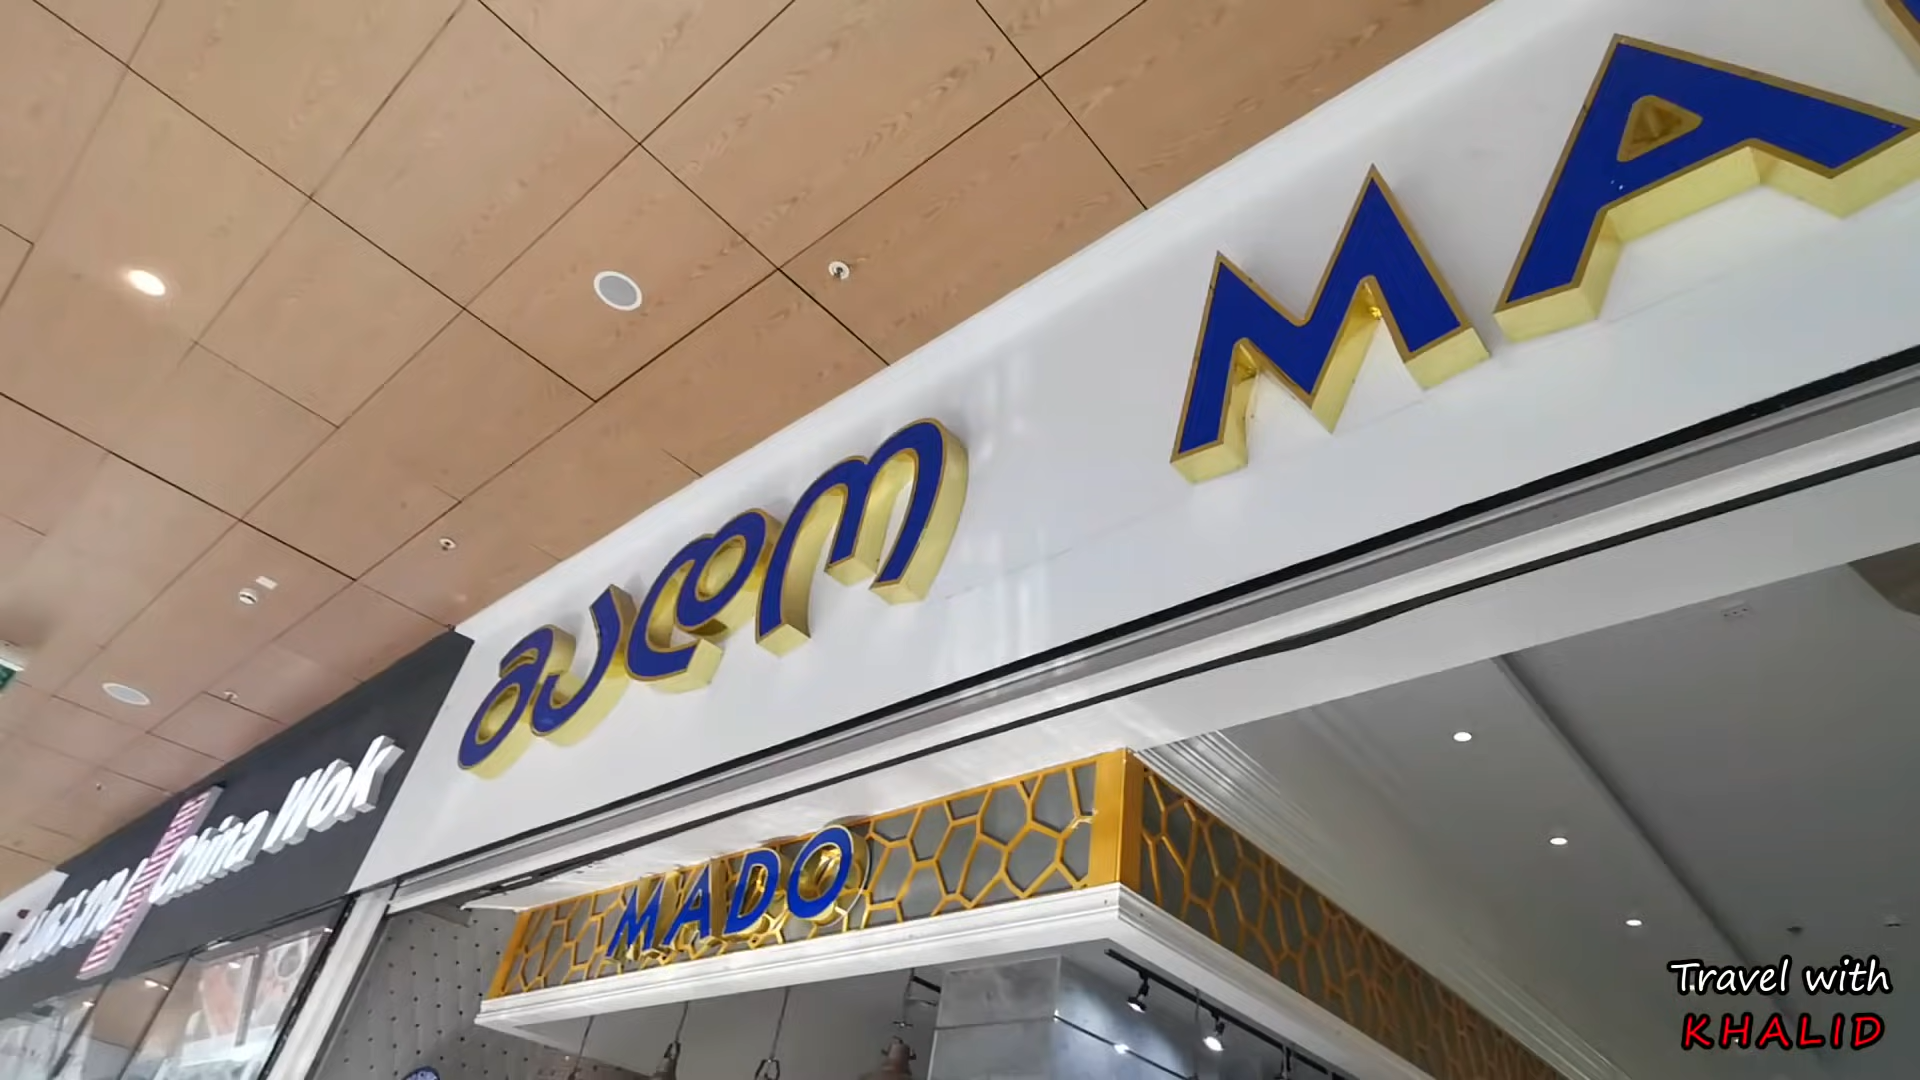 მადო MA
MADO
China Wok
Travel with
KHALID